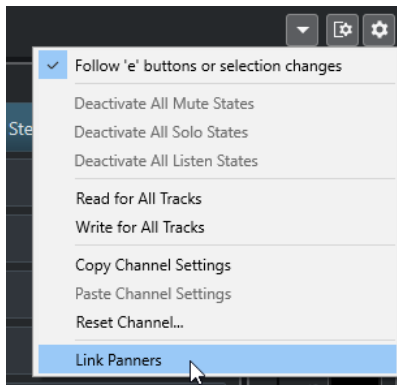 Follow 'e' buttons or selection changes
Deactivate All Mute States
Ste
Deactivate All Solo States
Deactivate All Listen States
Read for All Tracks
Write for All Tracks
Copy Channel Settings
Paste Channel Settings
Reset Channel...
Link Panners